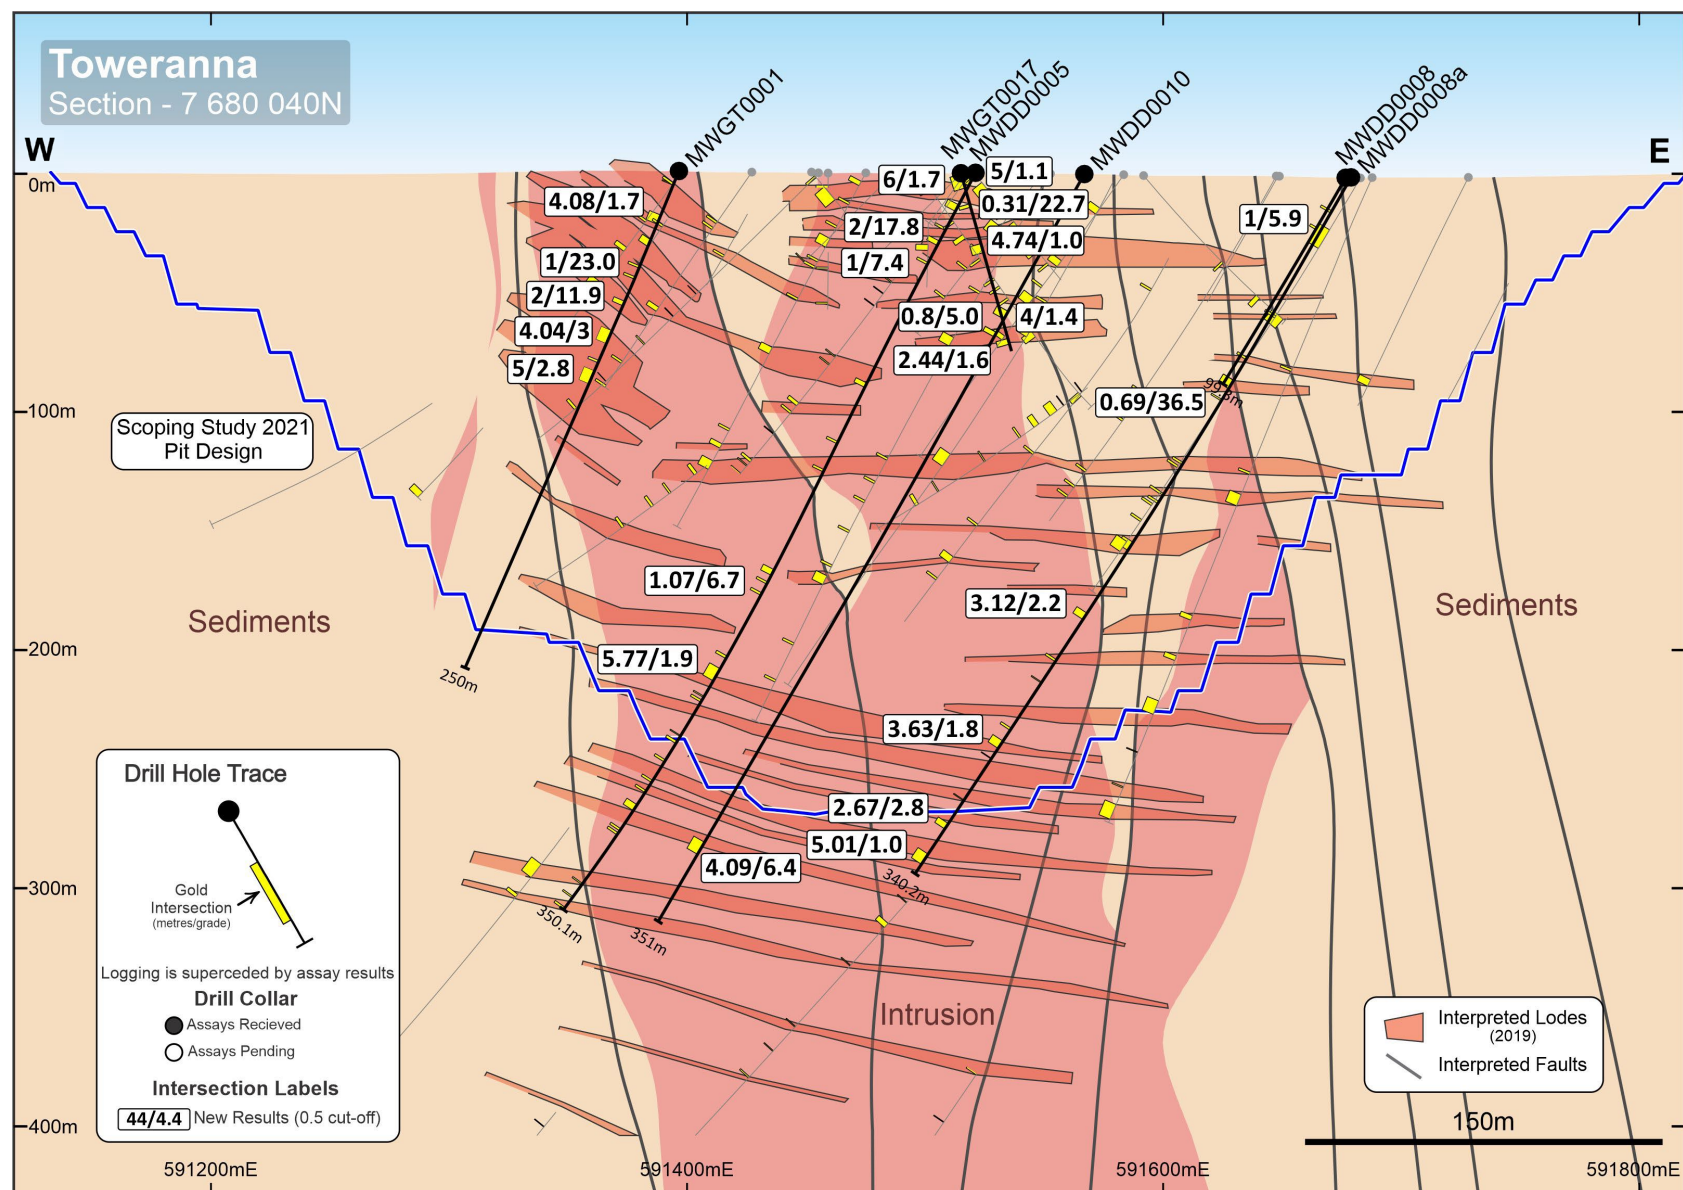 Toweranna
Section - 7 680 040N
W
E
MWGT0001
MWGT0017
MWDD0005
MWDD0010
MWDD0008
MWDD0008a
0m
100m
200m
300m
400m
4.08/1.7
1/23.0
2/11.9
4.04/3
5/2.8
6/1.7
5/1.1
0.31/22.7
2/17.8
4.74/1.0
1/7.4
0.8/5.0
4/1.4
2.44/1.6
1/5.9
99.3m
0.69/36.5
Scoping Study 2021
Pit Design
1.07/6.7
3.12/2.2
Sediments
Sediments
5.77/1.9
250m
3.63/1.8
2.67/2.8
5.01/1.0
4.09/6.4
340.2m
350.1m
351m
Intrusion
Drill Hole Trace
Gold
Intersection
(metres/grade)
Logging is superceded by assay results
Drill Collar
Assays Recieved
Assays Pending
Intersection Labels
44/4.4 New Results (0.5 cut-off)
Interpreted Lodes
(2019)
Interpreted Faults
150m
591200mE
591400mE
591600mE
591800mE